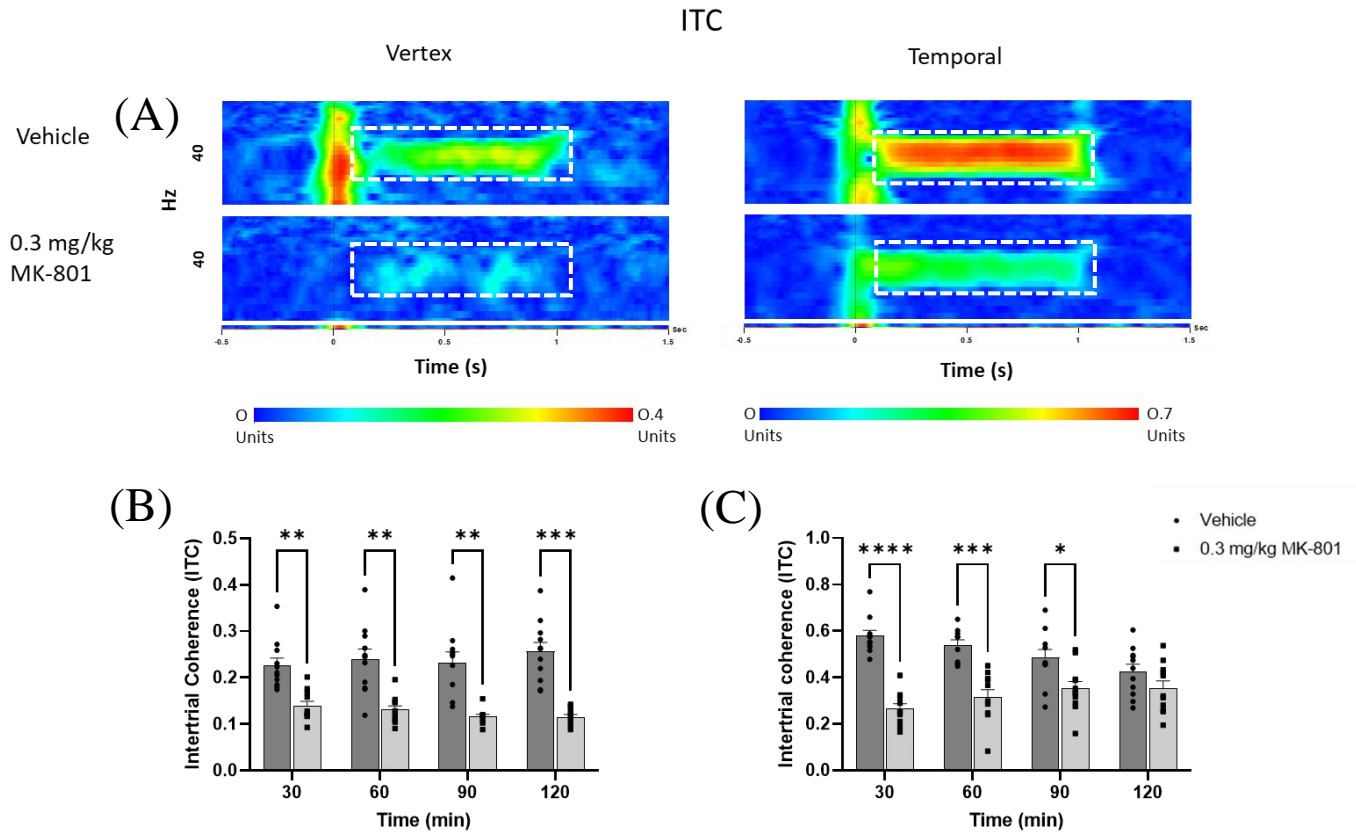 ITC
Vertex
Temporal
(A)
Vehicle
40
Hz
0.3 mg/kg
MK-801
40
Sec
-0.5 0 0.5 1 1.5
Time (s)
Sec
-0.5 0 0.5 1 1.5
Time (s)
O
Units
O.4
Units
O
Units
O.7
Units
(B)
Intertrial Coherence (ITC)
0.5
0.4
0.3
0.2
0.1
0.0
** ** ** ***
30 60 90 120
Time (min)
(C)
Intertrial coherence (ITC)
1.0
0.8
0.6
0.4
0.2
0.0
**** *** *
30 60 90 120
Time (min)
Vehicle
0.3 mg/kg MK-801